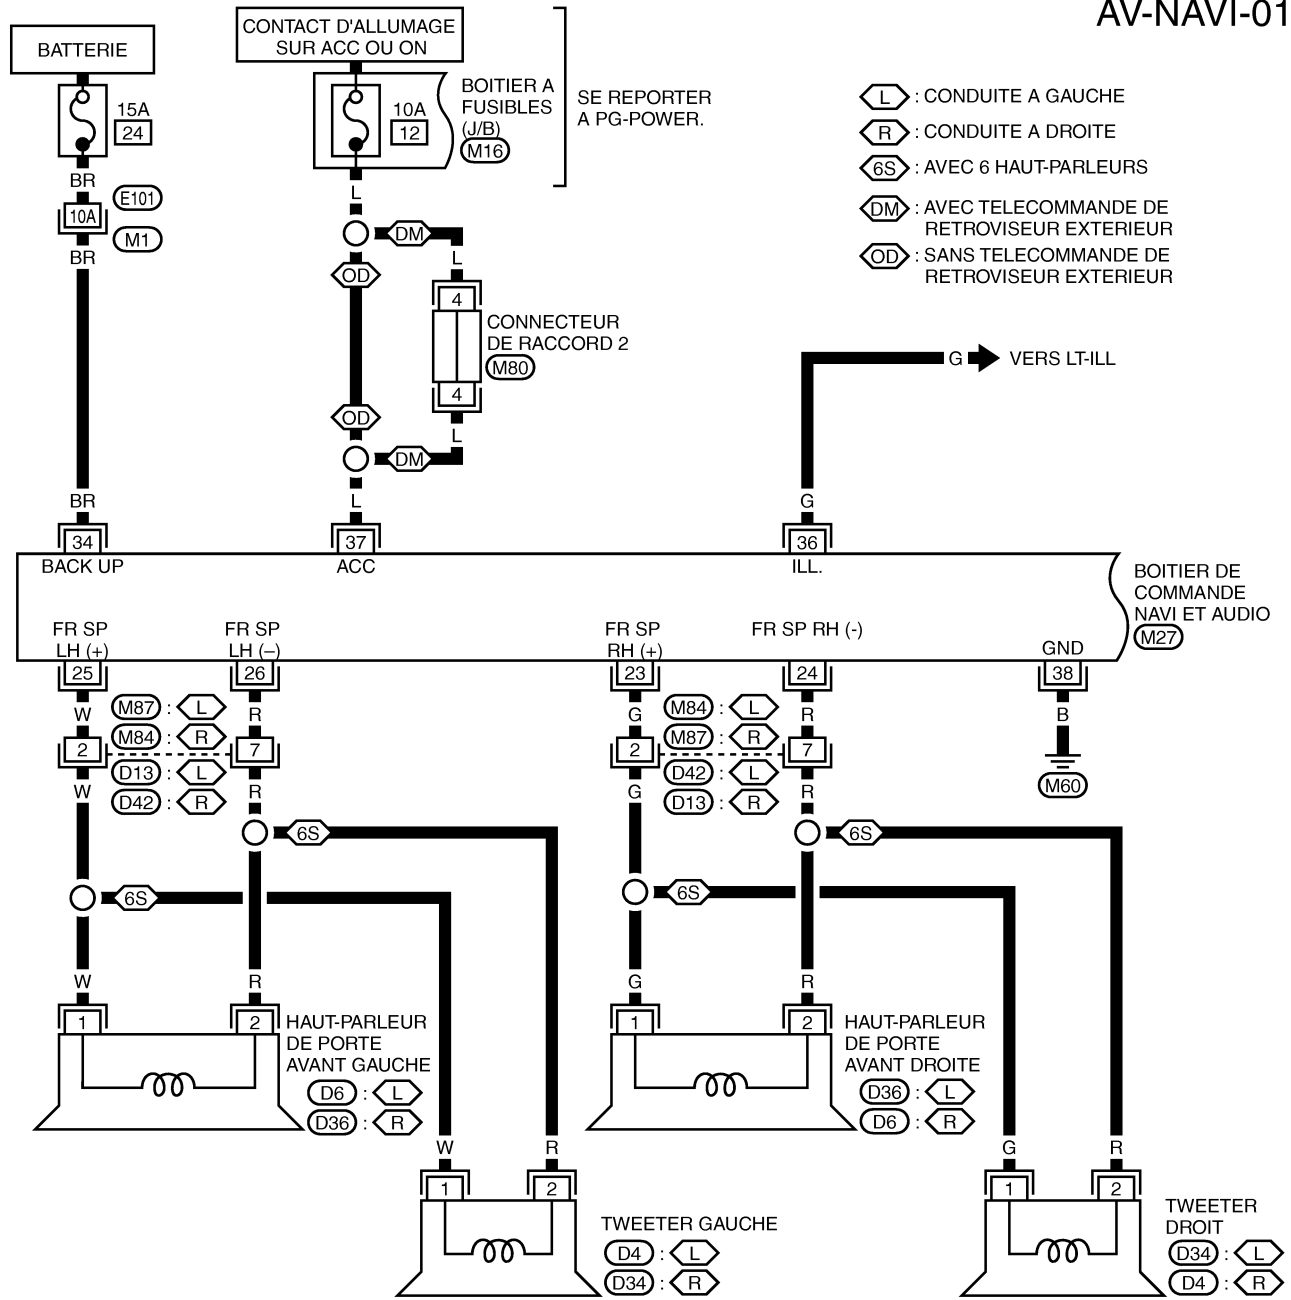 AV-NAVI-01
BATTERIE
CONTACT D'ALLUMAGE
SUR ACC OU ON
15A
24
10A
12
BOITIER A
FUSIBLES
(J/B)
M16
SE REPORTER
A PG-POWER.
L : CONDUITE A GAUCHE
R : CONDUITE A DROITE
6S : AVEC 6 HAUT-PARLEURS
DM : AVEC TELECOMMANDE DE
RETROVISEUR EXTERIEUR
OD : SANS TELECOMMANDE DE
RETROVISEUR EXTERIEUR
BR
E101
10A
M1
BR
L
DM
L
OD
4
CONNECTEUR
DE RACCORD 2
M80
4
OD
L
DM
L
G
VERS LT-ILL
BR
G
34
37
36
BACK UP
ACC
ILL.
BOITIER DE
COMMANDE
NAVI ET AUDIO
M27
FR SP
LH (+)
FR SP
LH (–)
FR SP
RH (+)
FR SP RH (-)
GND
25
26
23
24
38
W
M87 : L
R
G
M84 : L
R
B
M84 : R
M87 : R
2
7
2
7
D13 : L
D42 : L
M60
W
R
G
R
D42 : R
D13 : R
6S
6S
6S
6S
W
R
G
R
1
2
1
2
HAUT-PARLEUR
DE PORTE
AVANT GAUCHE
D6 : L
D36 : R
HAUT-PARLEUR
DE PORTE
AVANT DROITE
D36 : L
D6 : R
W
R
G
R
1
2
1
2
TWEETER GAUCHE
D4 : L
D34 : R
TWEETER
DROIT
D34 : L
D4 : R